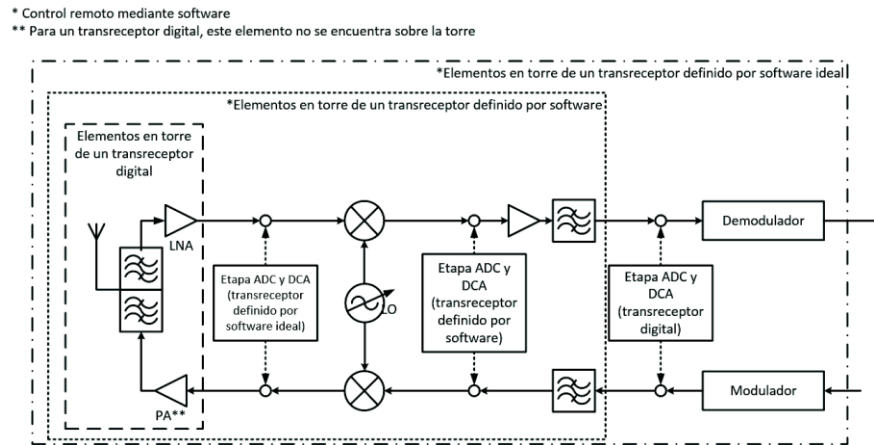 * Control remoto mediante software
** Para un transreceptor digital, este elemento no se encuentra sobre la torre
*Elementos en torre de un transreceptor definido por software ideal
*Elementos en torre de un transreceptor definido por software
Elementos en torre
de un transreceptor
digital
LNA
Demodulador
Etapa ADC y DCA
(transreceptor
definido por
software ideal)
LO
Etapa ADC y
DCA
(transreceptor
definido por
software)
Etapa ADC y
DCA
(transreceptor
digital)
PA**
Modulador